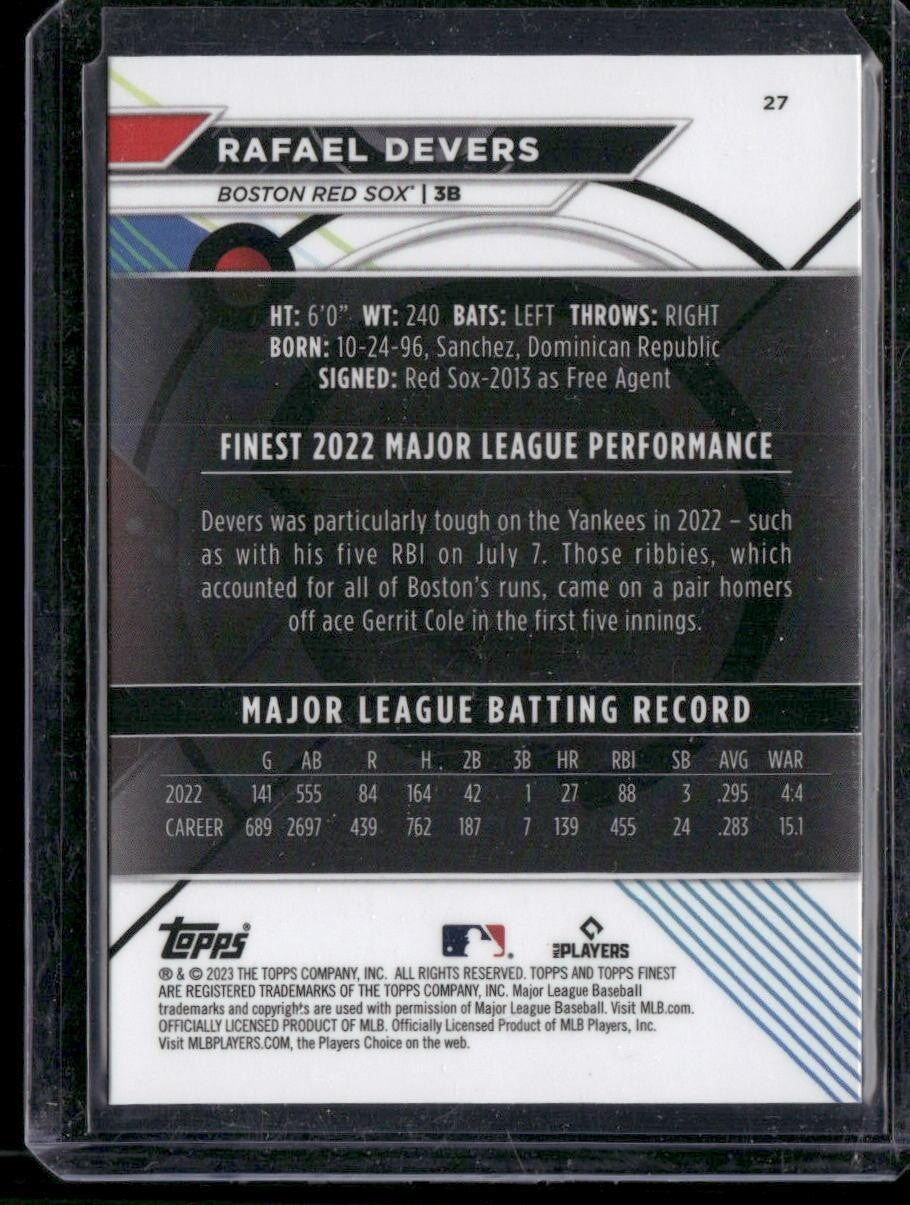 27
RAFAEL DEVERS
BOSTON RED SOX® | 3B
HT: 6'0" WT: 240 BATS: LEFT THROWS: RIGHT
BORN: 10-24-96, Sanchez, Dominican Republic
SIGNED: Red Sox-2013 as Free Agent
FINEST 2022 MAJOR LEAGUE PERFORMANCE
Devers was particularly tough on the Yankees in 2022 – such
as with his five RBI on July 7. Those ribbies, which
accounted for all of Boston's runs, came on a pair homers
off ace Gerrit Cole in the first five innings.
MAJOR LEAGUE BATTING RECORD
G AB R H 2B 3B HR RBI SB AVG WAR
2022 141 555 84 164 42 1 27 88 3 .295 4.4
CAREER 689 2697 439 762 187 7 139 455 24 .283 15.1
topps® MLB PLAYERS
® & © 2023 THE TOPPS COMPANY, INC. ALL RIGHTS RESERVED. TOPPS AND TOPPS FINEST
ARE REGISTERED TRADEMARKS OF THE TOPPS COMPANY, INC. Major League Baseball
trademarks and copyrights are used with permission of Major League Baseball. Visit MLB.com.
OFFICIALLY LICENSED PRODUCT OF MLB. Officially Licensed Product of MLB Players, Inc.
Visit MLBPLAYERS.COM, the Players Choice on the web.